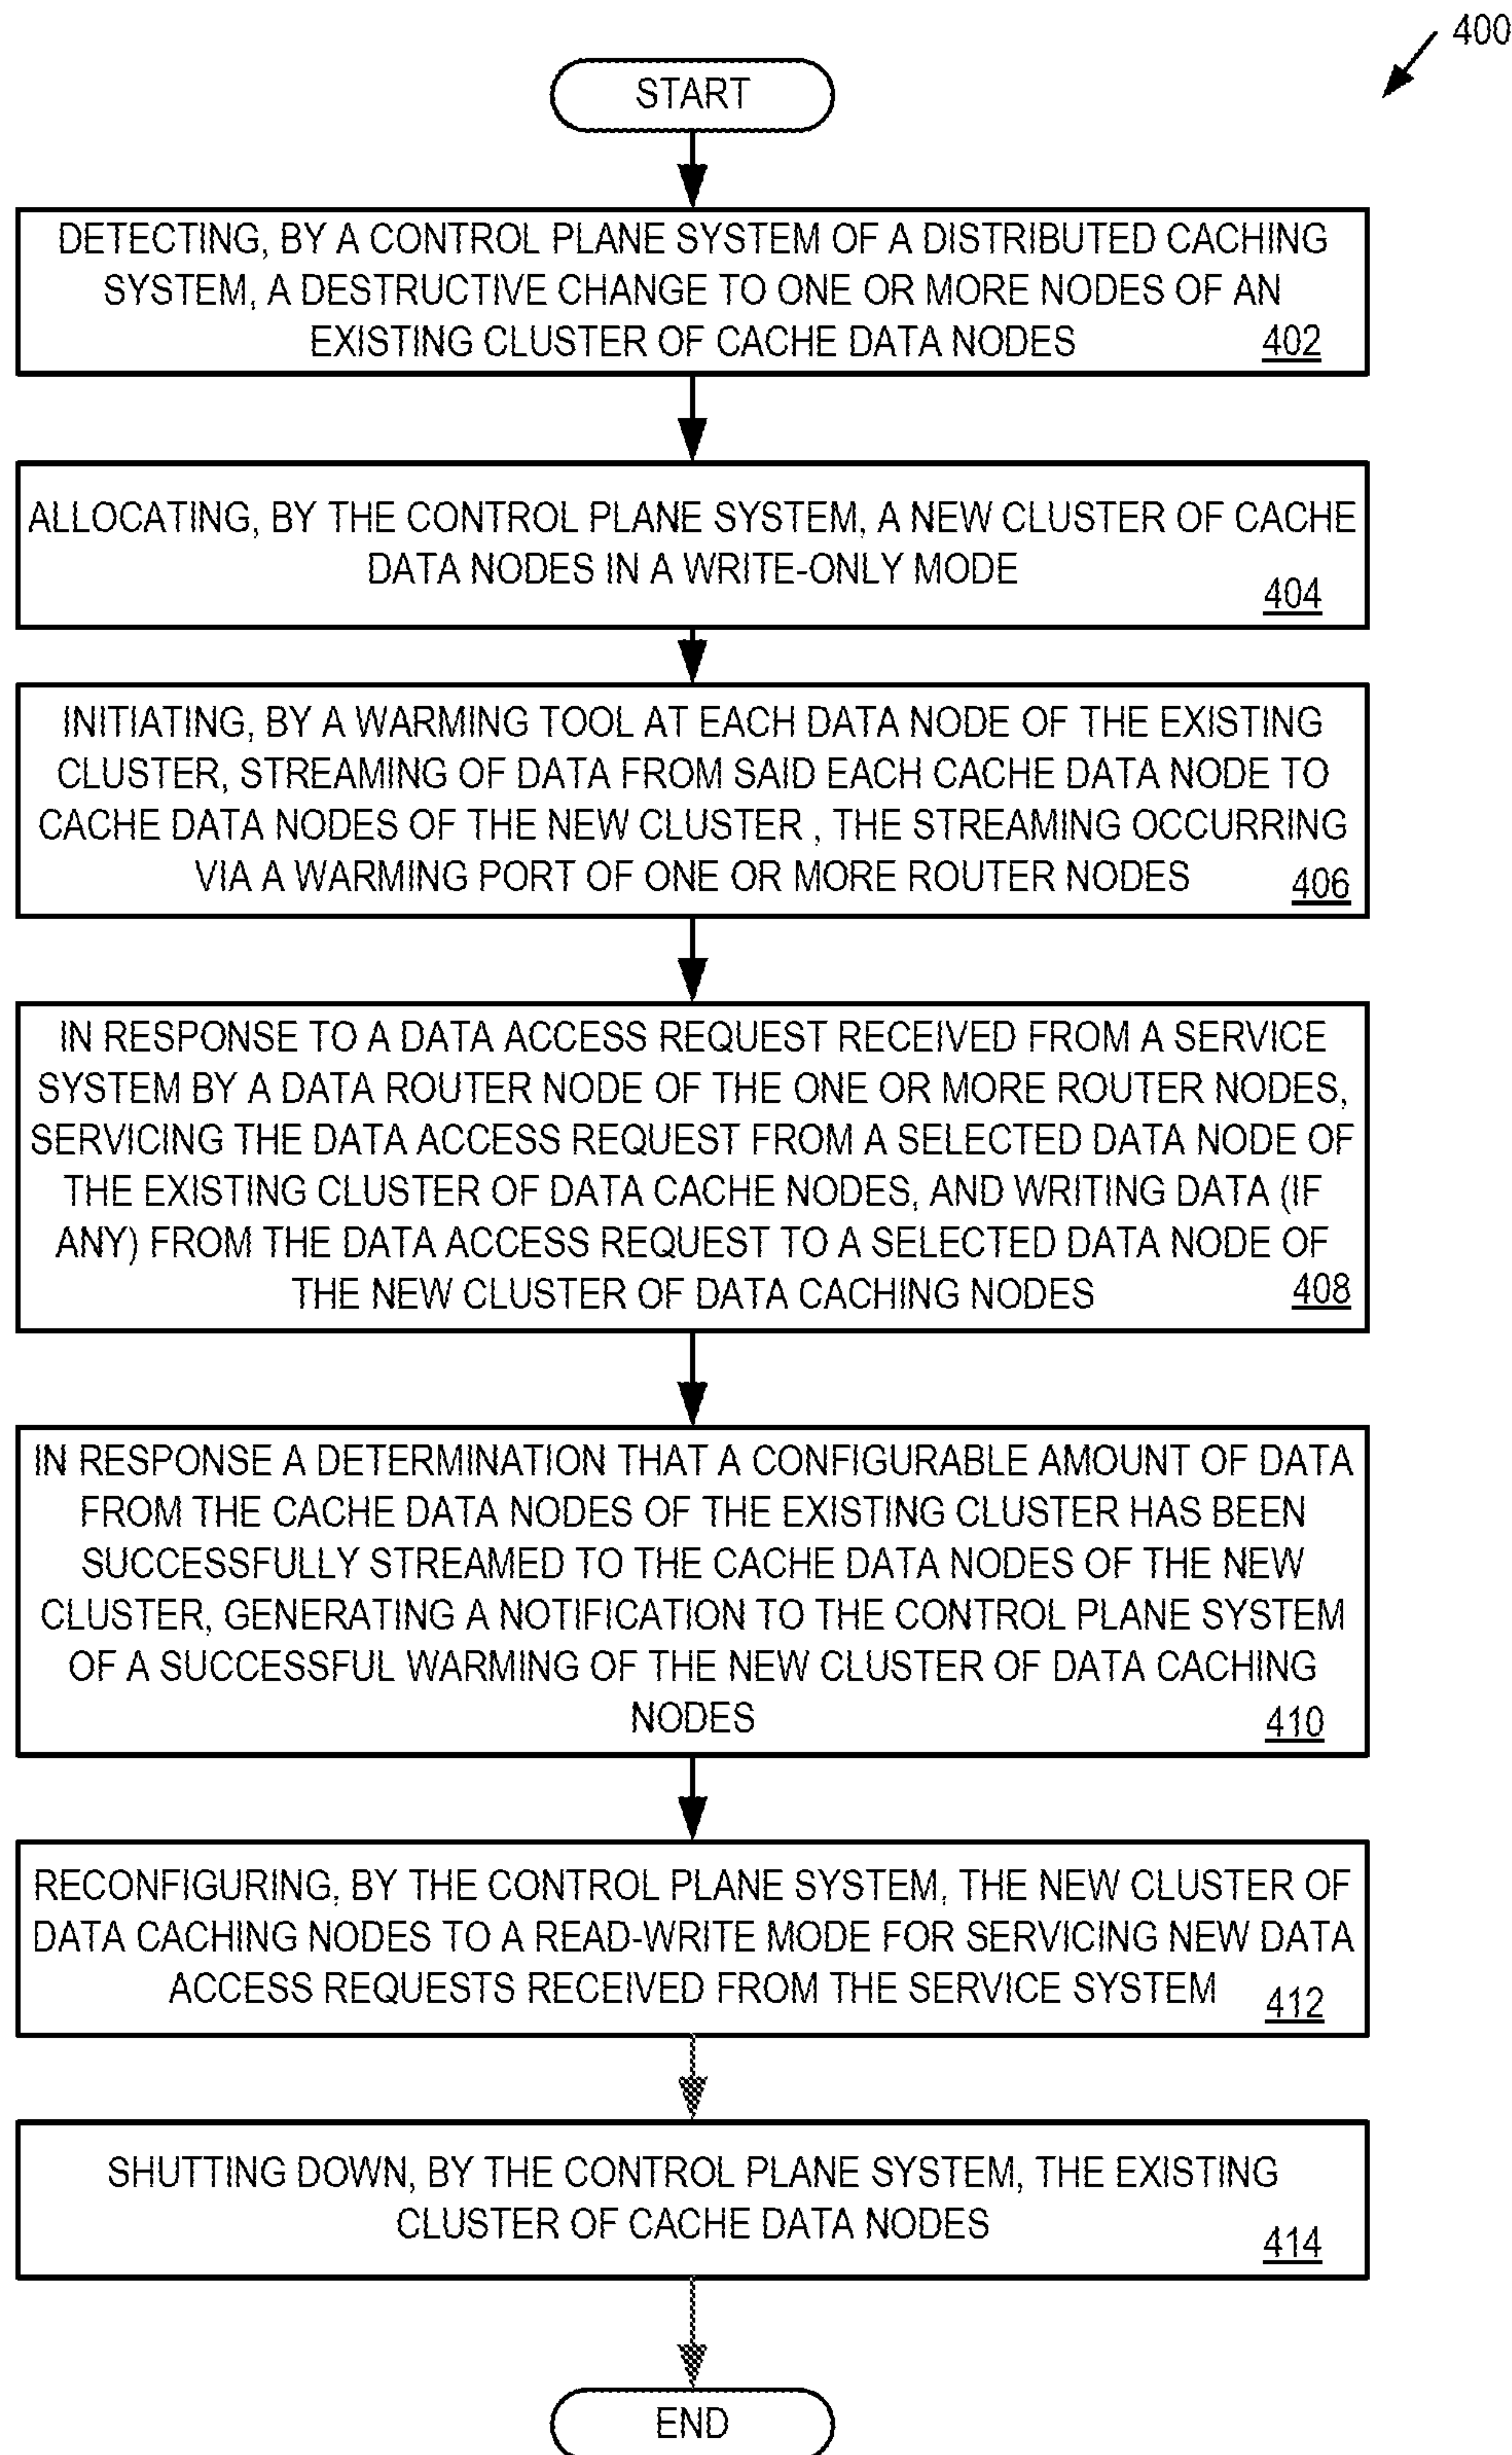 400
START
DETECTING, BY A CONTROL PLANE SYSTEM OF A DISTRIBUTED CACHING
SYSTEM, A DESTRUCTIVE CHANGE TO ONE OR MORE NODES OF AN
EXISTING CLUSTER OF CACHE DATA NODES
402
ALLOCATING, BY THE CONTROL PLANE SYSTEM, A NEW CLUSTER OF CACHE
DATA NODES IN A WRITE-ONLY MODE
404
INITIATING, BY A WARMING TOOL AT EACH DATA NODE OF THE EXISTING
CLUSTER, STREAMING OF DATA FROM SAID EACH CACHE DATA NODE TO
CACHE DATA NODES OF THE NEW CLUSTER , THE STREAMING OCCURRING
VIA A WARMING PORT OF ONE OR MORE ROUTER NODES
406
IN RESPONSE TO A DATA ACCESS REQUEST RECEIVED FROM A SERVICE
SYSTEM BY A DATA ROUTER NODE OF THE ONE OR MORE ROUTER NODES,
SERVICING THE DATA ACCESS REQUEST FROM A SELECTED DATA NODE OF
THE EXISTING CLUSTER OF DATA CACHE NODES, AND WRITING DATA (IF
ANY) FROM THE DATA ACCESS REQUEST TO A SELECTED DATA NODE OF
THE NEW CLUSTER OF DATA CACHING NODES
408
IN RESPONSE A DETERMINATION THAT A CONFIGURABLE AMOUNT OF DATA
FROM THE CACHE DATA NODES OF THE EXISTING CLUSTER HAS BEEN
SUCCESSFULLY STREAMED TO THE CACHE DATA NODES OF THE NEW
CLUSTER, GENERATING A NOTIFICATION TO THE CONTROL PLANE SYSTEM
OF A SUCCESSFUL WARMING OF THE NEW CLUSTER OF DATA CACHING
NODES
410
RECONFIGURING, BY THE CONTROL PLANE SYSTEM, THE NEW CLUSTER OF
DATA CACHING NODES TO A READ-WRITE MODE FOR SERVICING NEW DATA
ACCESS REQUESTS RECEIVED FROM THE SERVICE SYSTEM
412
SHUTTING DOWN, BY THE CONTROL PLANE SYSTEM, THE EXISTING
CLUSTER OF CACHE DATA NODES
414
END